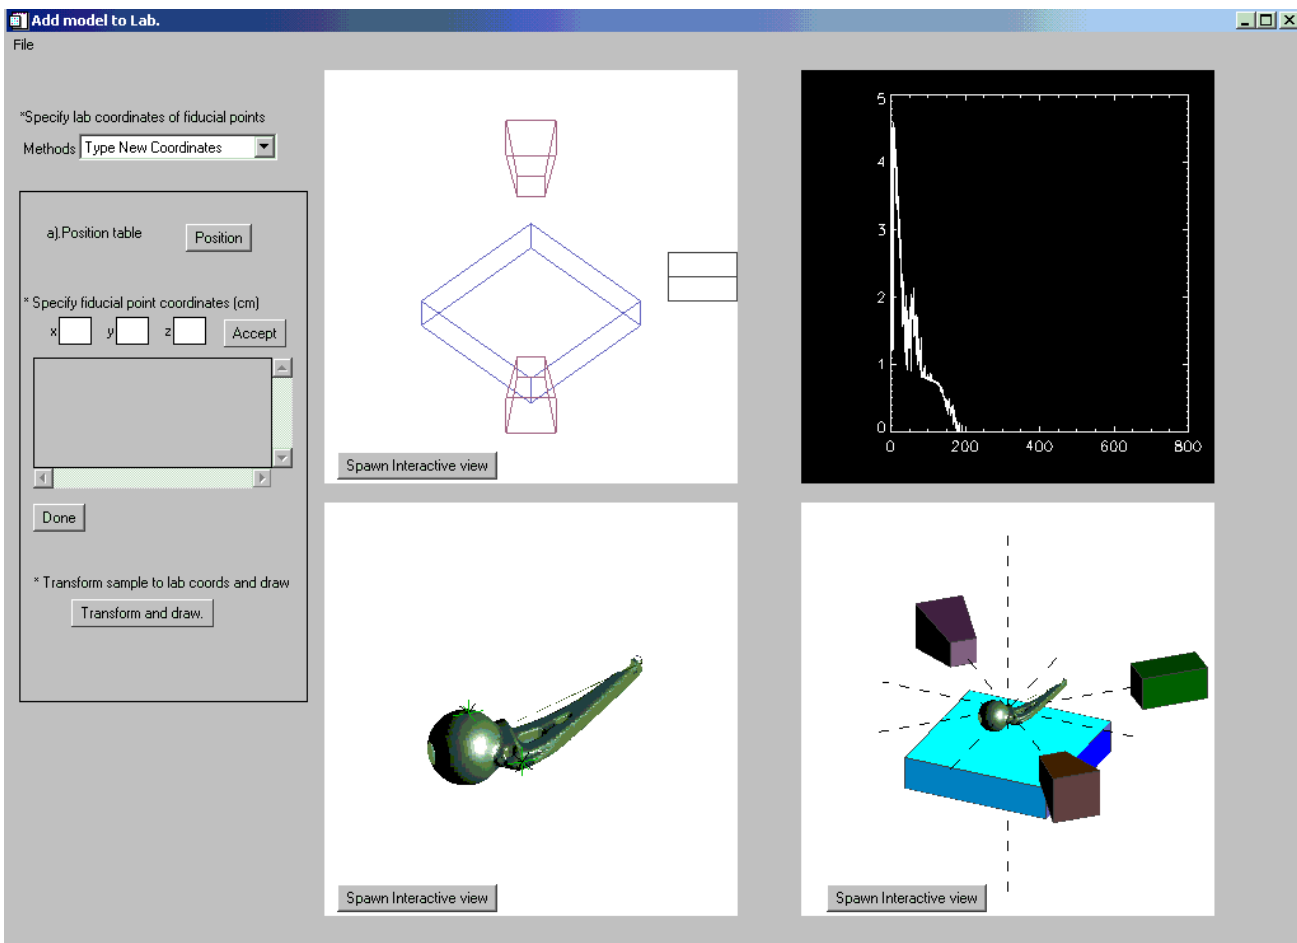 Add model to Lab.
File
*Specify lab coordinates of fiducial points
Methods Type New Coordinates
a).Position table Position
* Specify fiducial point coordinates (cm)
x y z Accept
Done
* Transform sample to lab coords and draw
Transform and draw.
Spawn Interactive view
5
4
3
2
1
0
0 200 400 600 800
Spawn Interactive view
Spawn Interactive view